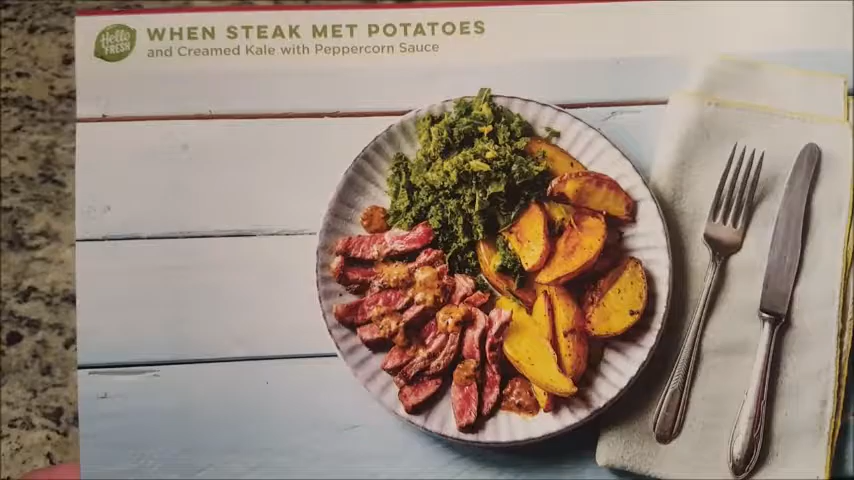 Hello
FRESH
WHEN STEAK MET POTATOES
and Creamed Kale with Peppercorn Sauce